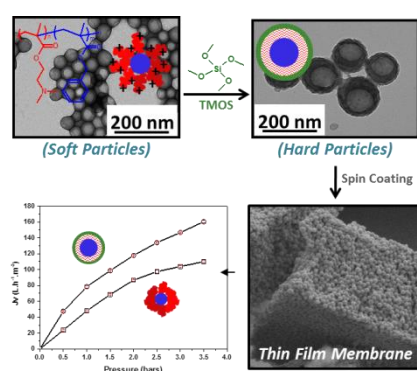 200 nm
TMOS
200 nm
(Soft Particles)
(Hard Particles)
Spin Coating
Thin Film Membrane
Jv (L.h⁻.m⁻²)
180
160
140
120
100
80
60
40
20
0
0.0 0.5 1.0 1.5 2.0 2.5 3.0 3.5 4.0
Pressure (bars)